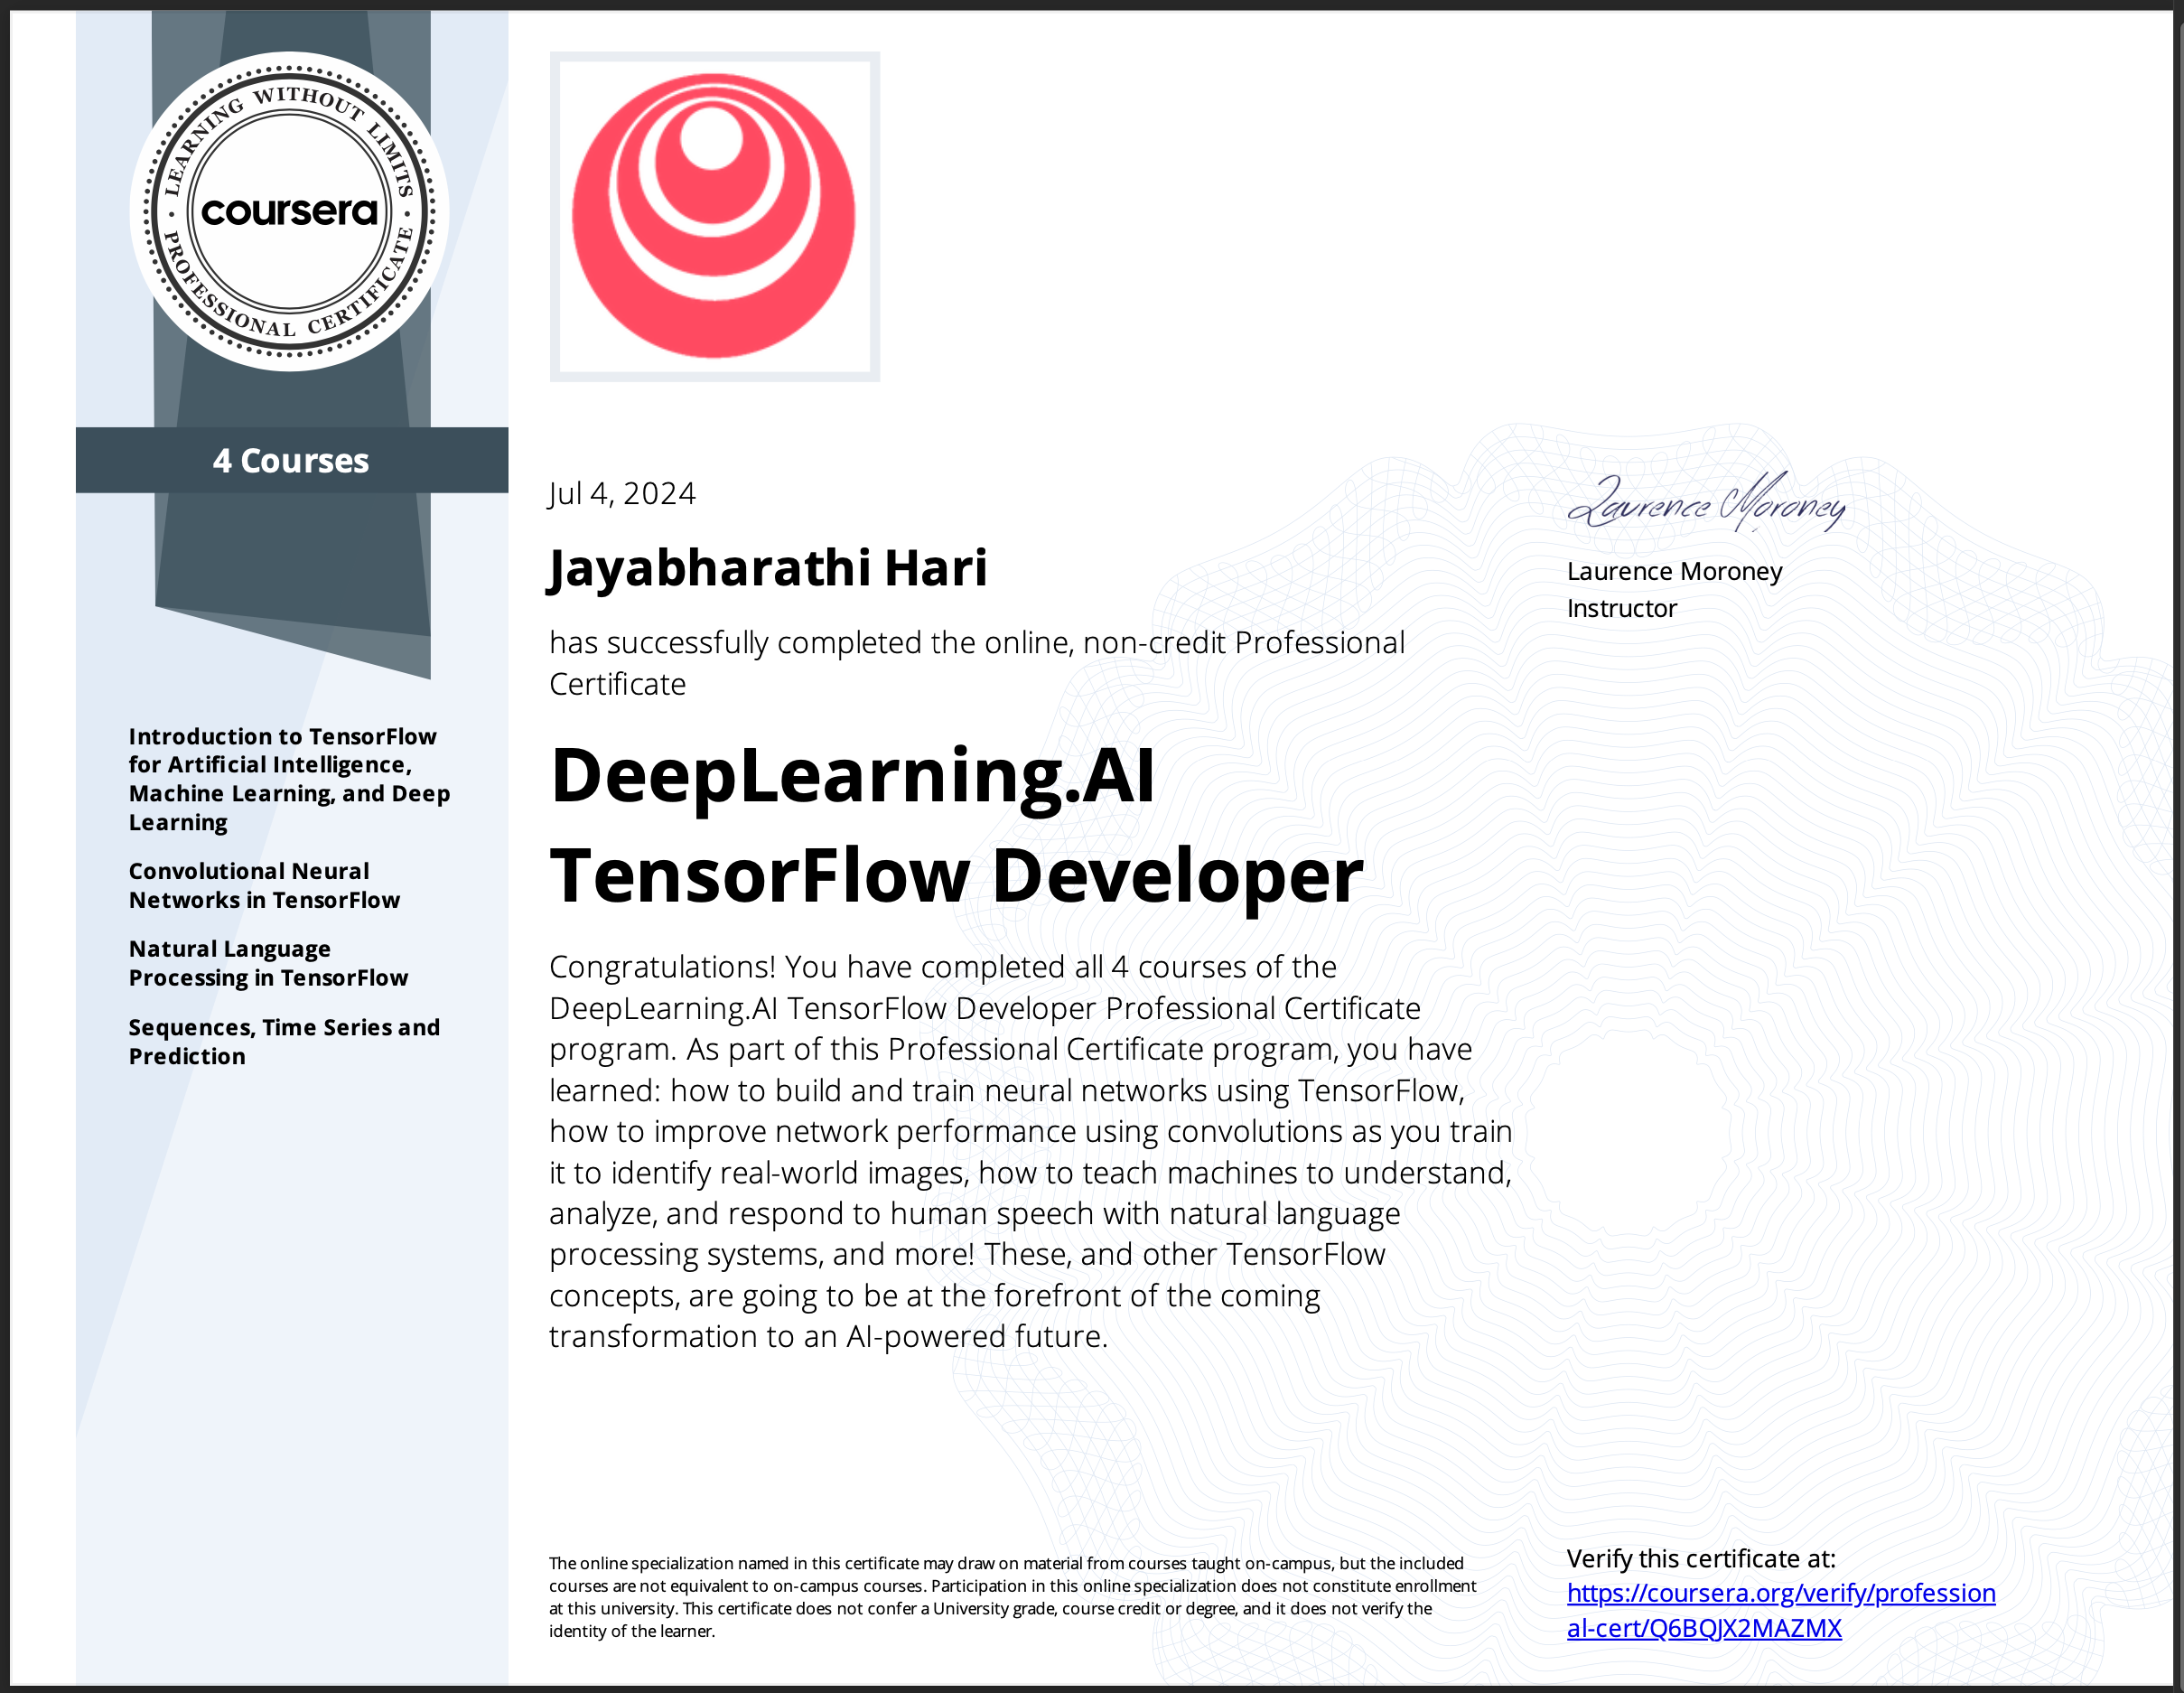 LEARNING WITHOUT LIMITS
coursera
PROFESSIONAL CERTIFICATE
4 Courses
Introduction to TensorFlow
for Artificial Intelligence,
Machine Learning, and Deep
Learning
Convolutional Neural
Networks in TensorFlow
Natural Language
Processing in TensorFlow
Sequences, Time Series and
Prediction
Jul 4, 2024
Jayabharathi Hari
has successfully completed the online, non-credit Professional
Certificate
DeepLearning.AI
TensorFlow Developer
Congratulations! You have completed all 4 courses of the
DeepLearning.AI TensorFlow Developer Professional Certificate
program. As part of this Professional Certificate program, you have
learned: how to build and train neural networks using TensorFlow,
how to improve network performance using convolutions as you train
it to identify real-world images, how to teach machines to understand,
analyze, and respond to human speech with natural language
processing systems, and more! These, and other TensorFlow
concepts, are going to be at the forefront of the coming
transformation to an AI-powered future.
Laurence Moroney
Laurence Moroney
Instructor
The online specialization named in this certificate may draw on material from courses taught on-campus, but the included
courses are not equivalent to on-campus courses. Participation in this online specialization does not constitute enrollment
at this university. This certificate does not confer a University grade, course credit or degree, and it does not verify the
identity of the learner.
Verify this certificate at:
https://coursera.org/verify/profession
al-cert/Q6BQJX2MAZMX